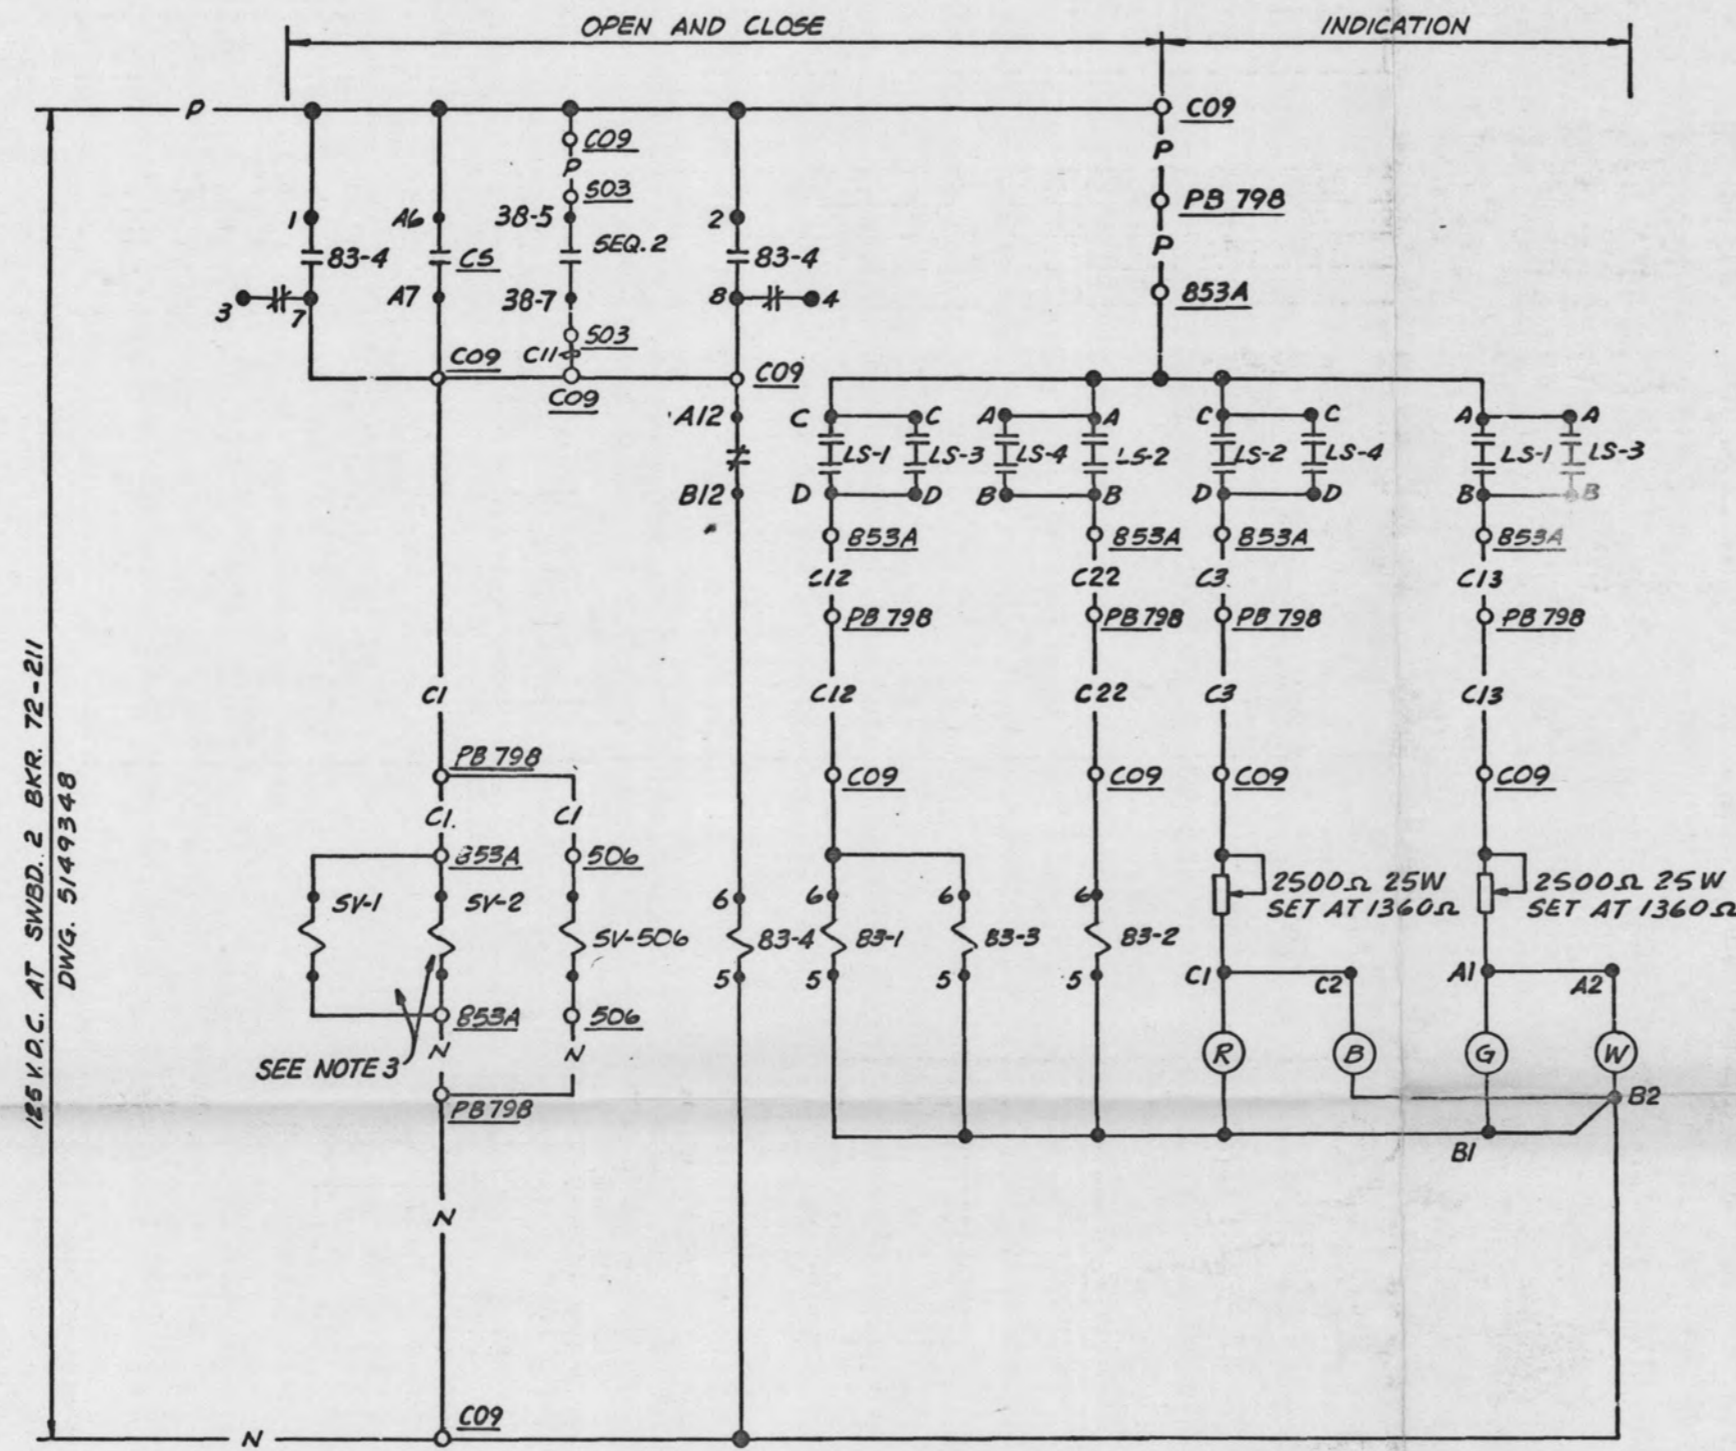 OPEN AND CLOSE
INDICATION
P
C09
C09
P
P
S03
PB 798
1
A6
38-5
2
P
83-4
CS
SEQ. 2
83-4
3
7
A7
38-7
8
4
853A
S03
C09
C11
C09
C09
A12
C
C
A
A
C
C
A
A
LS-1
LS-3
LS-4
LS-2
LS-2
LS-4
LS-1
LS-3
B12
D
D
B
B
D
D
B
B
853A
853A
853A
853A
C12
C22
C3
C13
PB 798
PB 798
PB 798
PB 798
C1
C12
C22
C3
C13
PB 798
C09
C09
C09
C09
C1
C1
853A
506
2500Ω 25W
SET AT 1360Ω
2500Ω 25W
SET AT 1360Ω
SV-1
SV-2
6
6
6
6
SV-506
83-4
83-1
83-3
83-2
5
5
5
5
C1
C2
A1
A2
853A
506
SEE NOTE 3
N
N
R
B
G
W
PB 798
B2
B1
N
N
C09
125 V.D.C. AT SWBD. 2 BKR. 72-211
DWG. 5149348